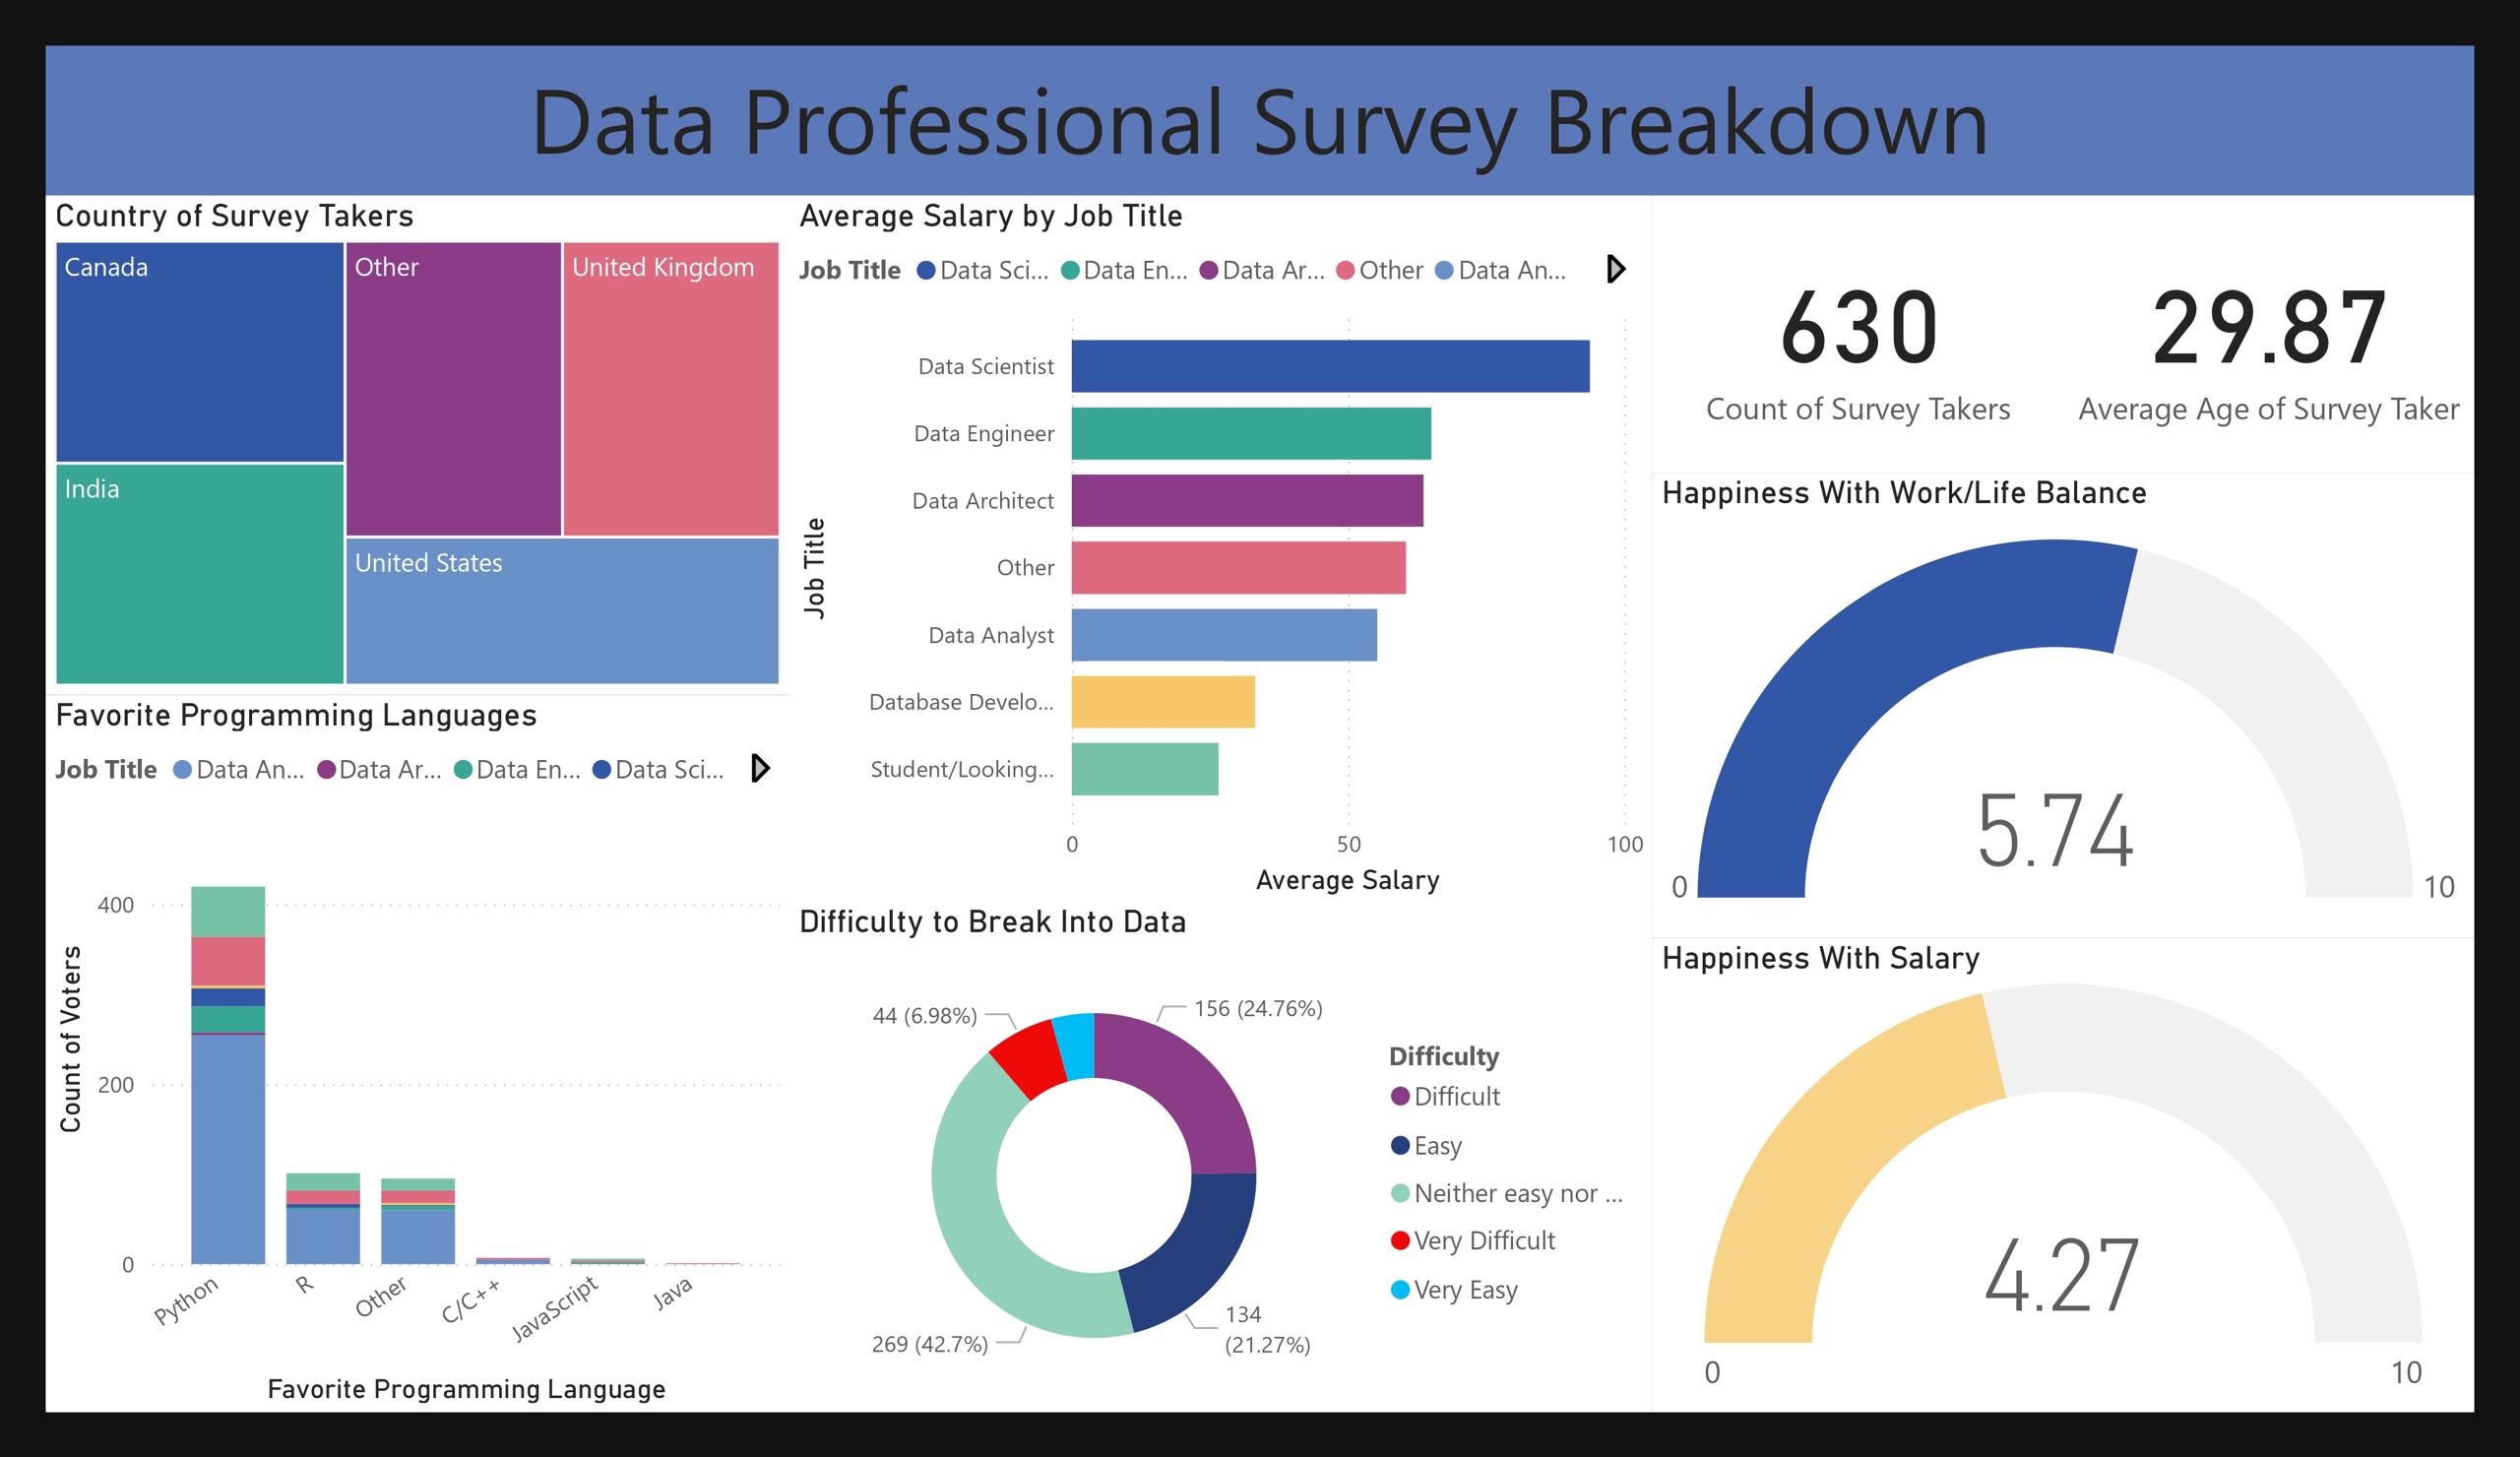 Data Professional Survey Breakdown
Country of Survey Takers
Canada
Other
United Kingdom
India
United States
Favorite Programming Languages
Job Title Data An... Data Ar... Data En... Data Sci...
Count of Voters
400
200
0
Python
R
Other
C/C++
JavaScript
Java
Favorite Programming Language
Average Salary by Job Title
Job Title Data Sci... Data En... Data Ar... Other Data An...
Job Title
Data Scientist
Data Engineer
Data Architect
Other
Data Analyst
Database Develo...
Student/Looking...
0 50 100
Average Salary
Difficulty to Break Into Data
44 (6.98%)
156 (24.76%)
269 (42.7%)
134
(21.27%)
Difficulty
Difficult
Easy
Neither easy nor ...
Very Difficult
Very Easy
630
Count of Survey Takers
29.87
Average Age of Survey Taker
Happiness With Work/Life Balance
5.74
0 10
Happiness With Salary
4.27
0 10